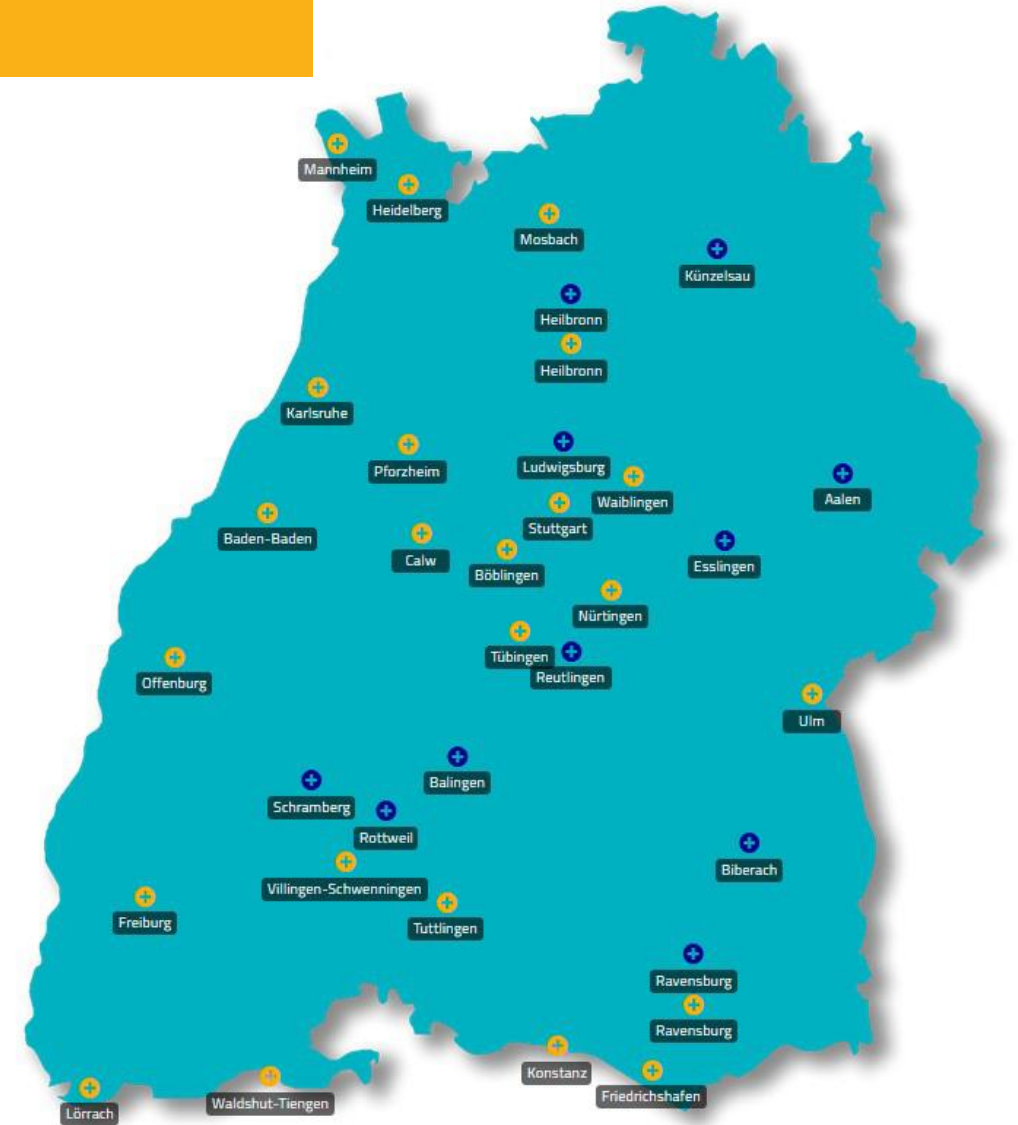 Mannheim
Heidelberg
Mosbach
Künzelsau
Heilbronn
Heilbronn
Karlsruhe
Pforzheim
Ludwigsburg
Waiblingen
Aalen
Stuttgart
Baden-Baden
Calw
Böblingen
Esslingen
Nürtingen
Tübingen
Reutlingen
Offenburg
Ulm
Balingen
Schramberg
Rottweil
Biberach
Villingen-Schwenningen
Freiburg
Tuttlingen
Ravensburg
Ravensburg
Konstanz
Friedrichshafen
Waldshut-Tiengen
Lörrach